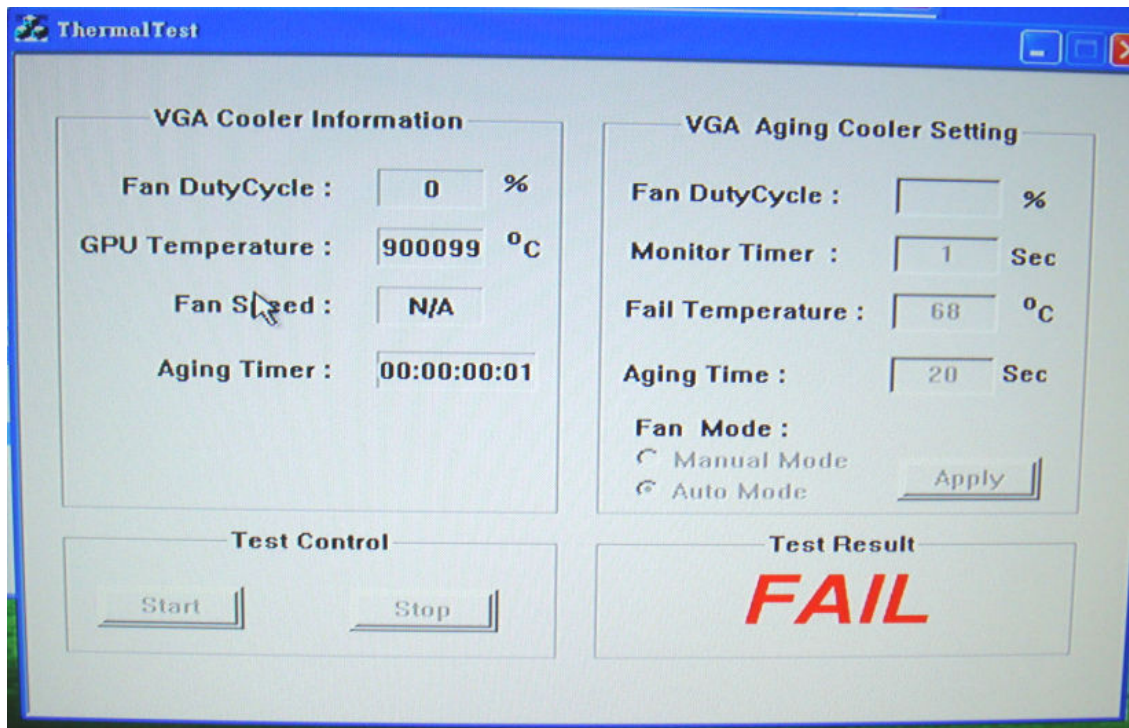 ThermalTest
VGA Cooler Information
Fan DutyCycle : 0 %
GPU Temperature : 900099 °C
Fan Speed : N/A
Aging Timer : 00:00:00:01
VGA Aging Cooler Setting
Fan DutyCycle : %
Monitor Timer : 1 Sec
Fail Temperature : 68 °C
Aging Time : 20 Sec
Fan Mode :
Manual Mode
Auto Mode
Apply
Test Control
Start Stop
Test Result
FAIL